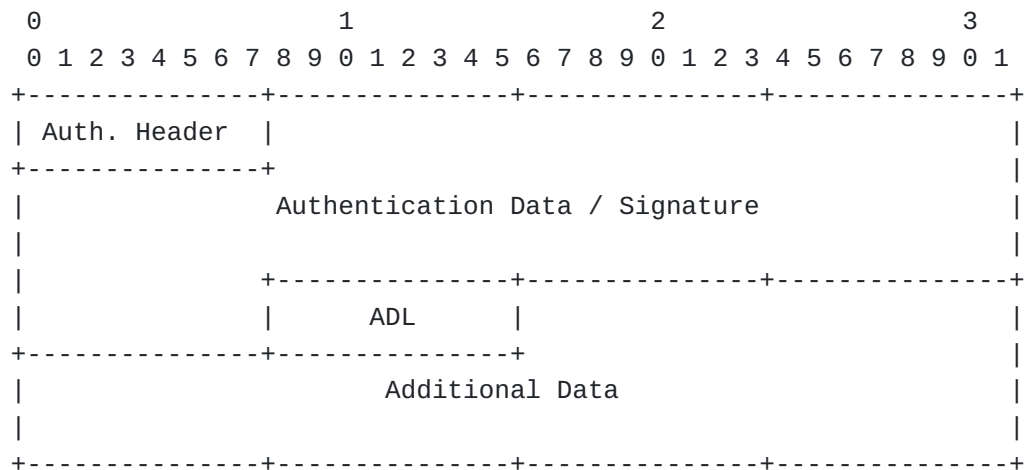 0                   1                   2                   3
 0 1 2 3 4 5 6 7 8 9 0 1 2 3 4 5 6 7 8 9 0 1 2 3 4 5 6 7 8 9 0 1
+---------------+---------------+---------------+---------------+
| Auth. Header  |                                               |
+---------------+                                               |
|                Authentication Data / Signature                |
|                                                               |
|               +---------------+---------------+---------------+
|               |      ADL      |                               |
+---------------+---------------+                               |
|                       Additional Data                         |
|                                                               |
+---------------+---------------+---------------+---------------+